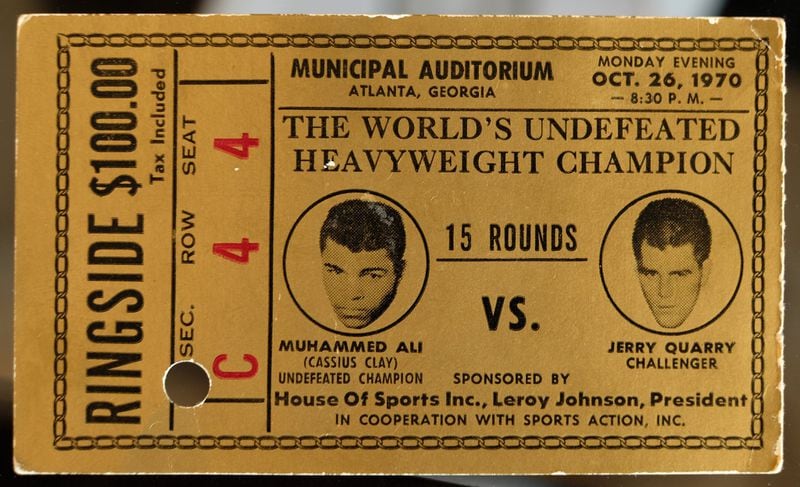 RINGSIDE $100.00
Tax Included
SEC. ROW SEAT
C 4 4
MUNICIPAL AUDITORIUM
ATLANTA, GEORGIA
MONDAY EVENING
OCT. 26, 1970
— 8:30 P. M. —
THE WORLD'S UNDEFEATED
HEAVYWEIGHT CHAMPION
15 ROUNDS
VS.
MUHAMMED ALI
(CASSIUS CLAY)
UNDEFEATED CHAMPION
JERRY QUARRY
CHALLENGER
SPONSORED BY
House Of Sports Inc., Leroy Johnson, President
IN COOPERATION WITH SPORTS ACTION, INC.